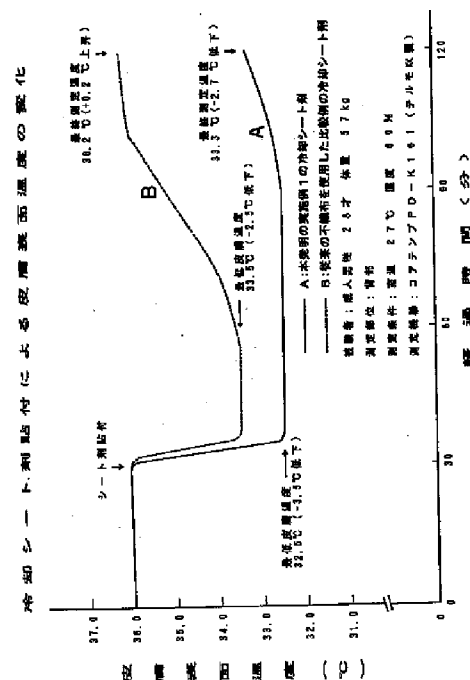 冷却シート剤貼付による皮膚表面温度の変化
最終測定温度
36.2℃(+0.2℃上昇)
B
シート剤貼付
最低皮膚温度
33.5℃(-2.5℃低下)
最終測定温度
33.3℃(-2.7℃低下)
A
最低皮膚温度
32.5℃(-3.5℃低下)
A:本発明の実施例1の冷却シート剤
B:従来の不織布を使用した比較例の冷却シート剤
被験者:成人男性 28才 体重 57kg
測定部位:背部
測定条件:室温 27℃ 湿度 60%
測定機器:コアテンプPD-K161(テルモ社製)
皮膚表面温度(℃)
37.0
36.0
35.0
34.0
33.0
32.0
31.0
0
0
30
60
90
120
経過時間(分)